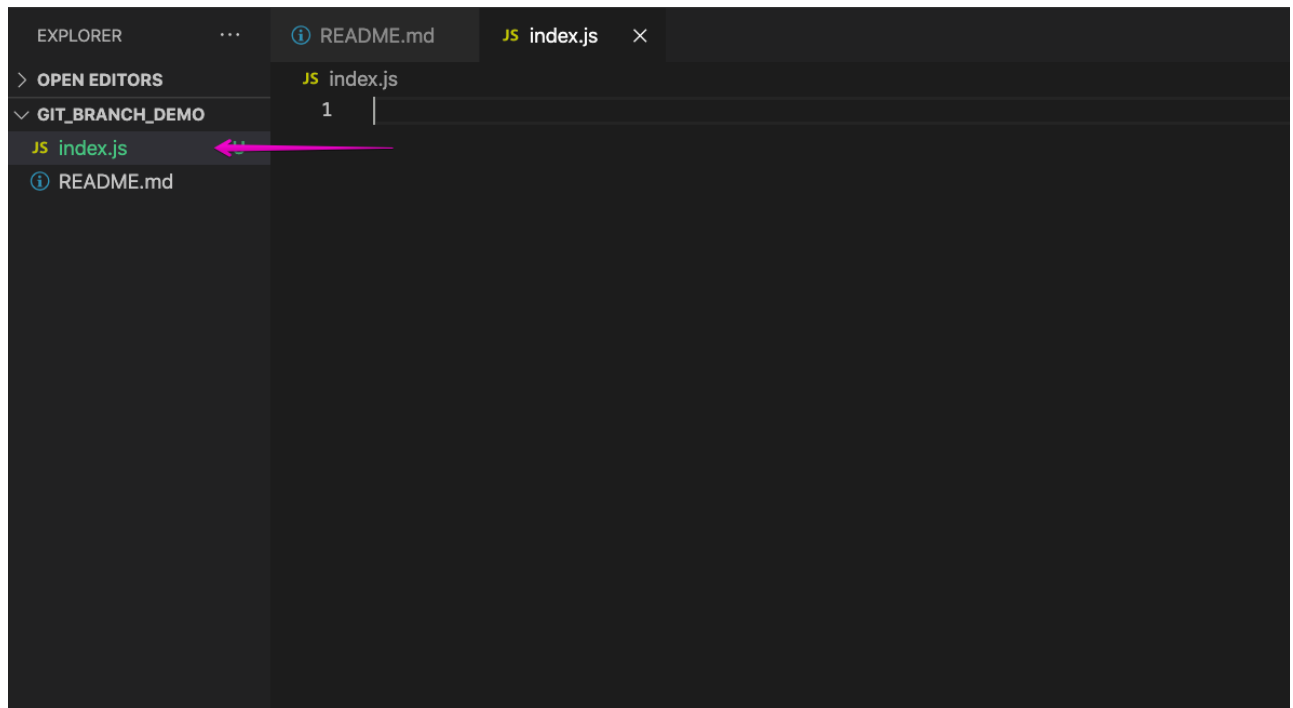 EXPLORER ··· README.md JS index.js ×
> OPEN EDITORS
JS index.js
GIT_BRANCH_DEMO
1
JS index.js U
README.md